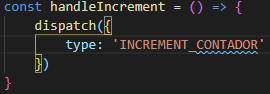 const handleIncrement = () => {
    dispatch({
        type: 'INCREMENT_CONTADOR'
    })
}